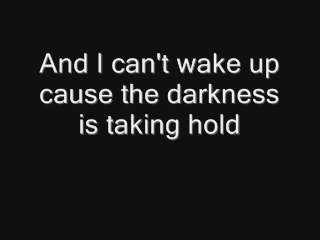 And I can't wake up
cause the darkness
is taking hold